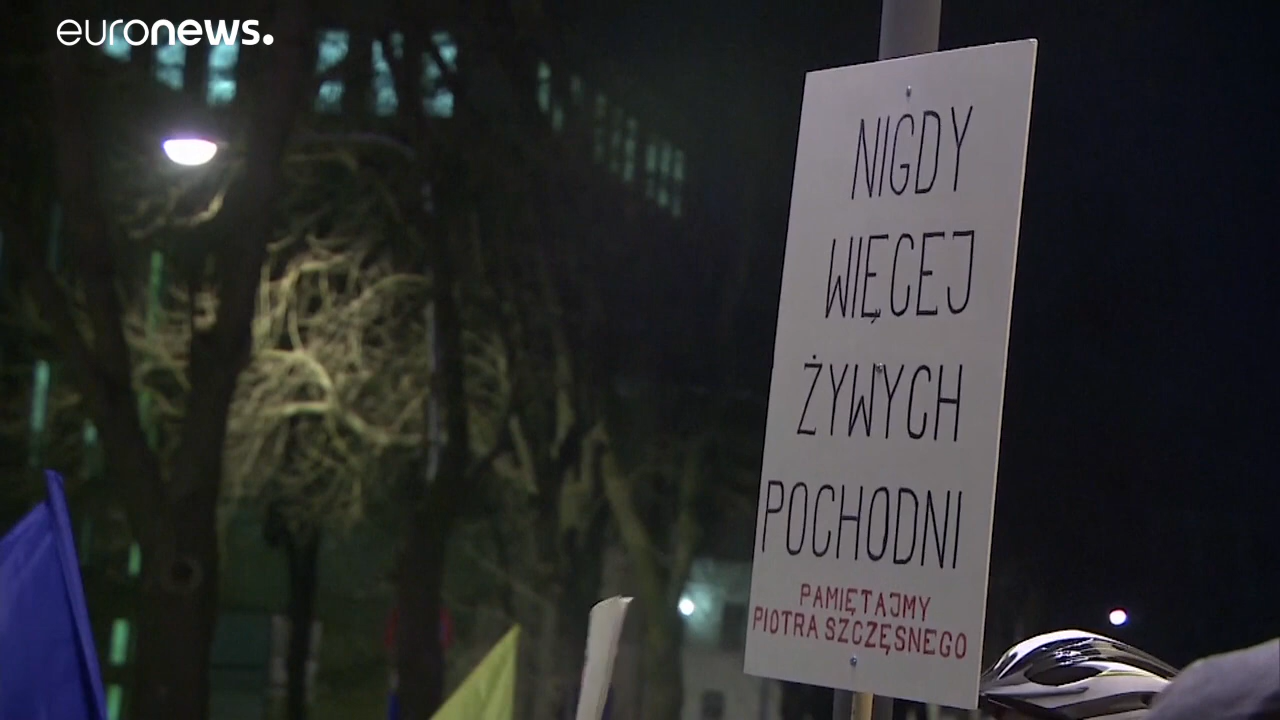 euronews.
NIGDY
WIĘCEJ
ŻYWYCH
POCHODNI
PAMIĘTAJMY
PIOTRA SZCZĘSNEGO